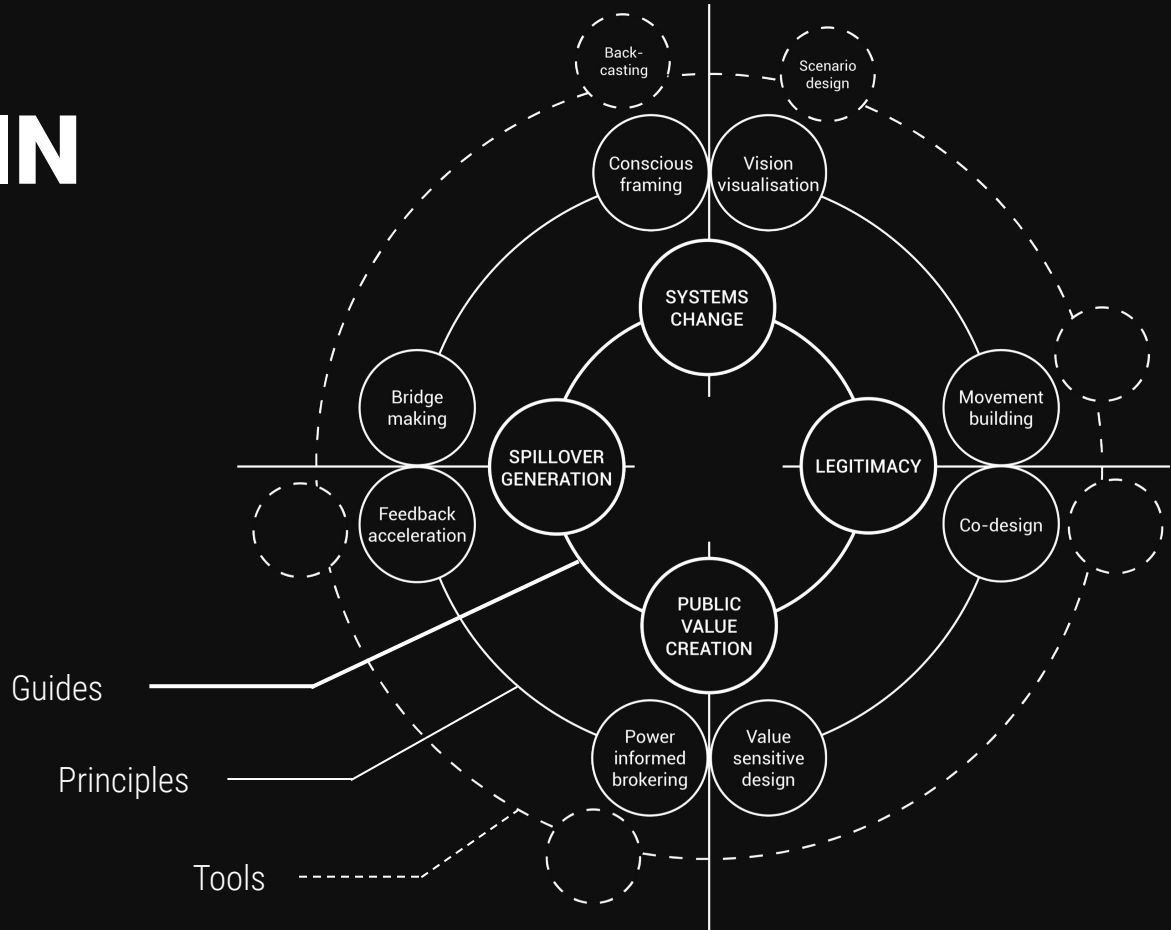 IN
Back-
casting
Scenario
design
Conscious
framing
Vision
visualisation
SYSTEMS
CHANGE
Bridge
making
Movement
building
SPILLOVER
GENERATION
LEGITIMACY
Feedback
acceleration
Co-design
PUBLIC
VALUE
CREATION
Guides
Power
informed
brokering
Value
sensitive
design
Principles
Tools